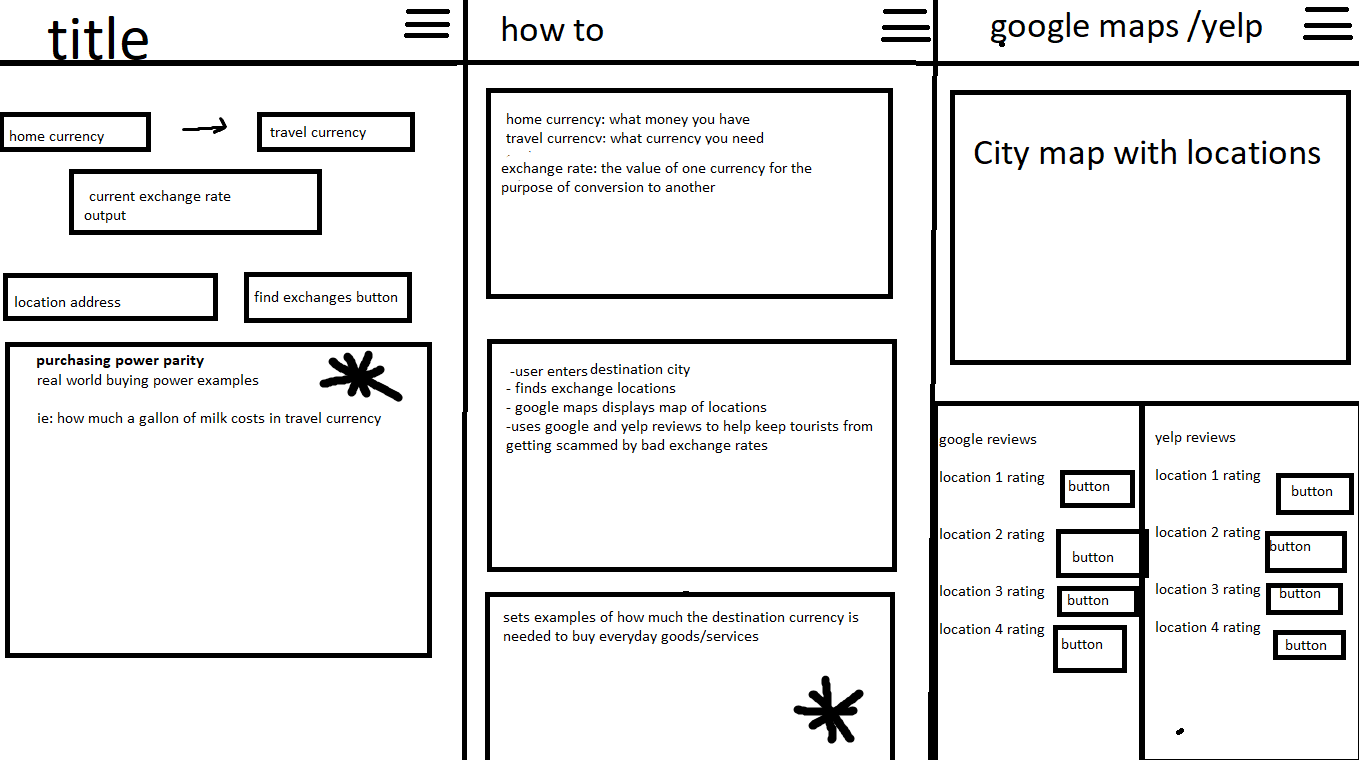 title
home currency
travel currency
current exchange rate
output
location address
find exchanges button
purchasing power parity
real world buying power examples
ie: how much a gallon of milk costs in travel currency
how to
home currency: what money you have
travel currency: what currency you need
exchange rate: the value of one currency for the
purpose of conversion to another
-user enters destination city
- finds exchange locations
- google maps displays map of locations
-uses google and yelp reviews to help keep tourists from
getting scammed by bad exchange rates
sets examples of how much the destination currency is
needed to buy everyday goods/services
google maps /yelp
City map with locations
google reviews
location 1 rating button
location 2 rating button
location 3 rating button
location 4 rating button
yelp reviews
location 1 rating button
location 2 rating button
location 3 rating button
location 4 rating button